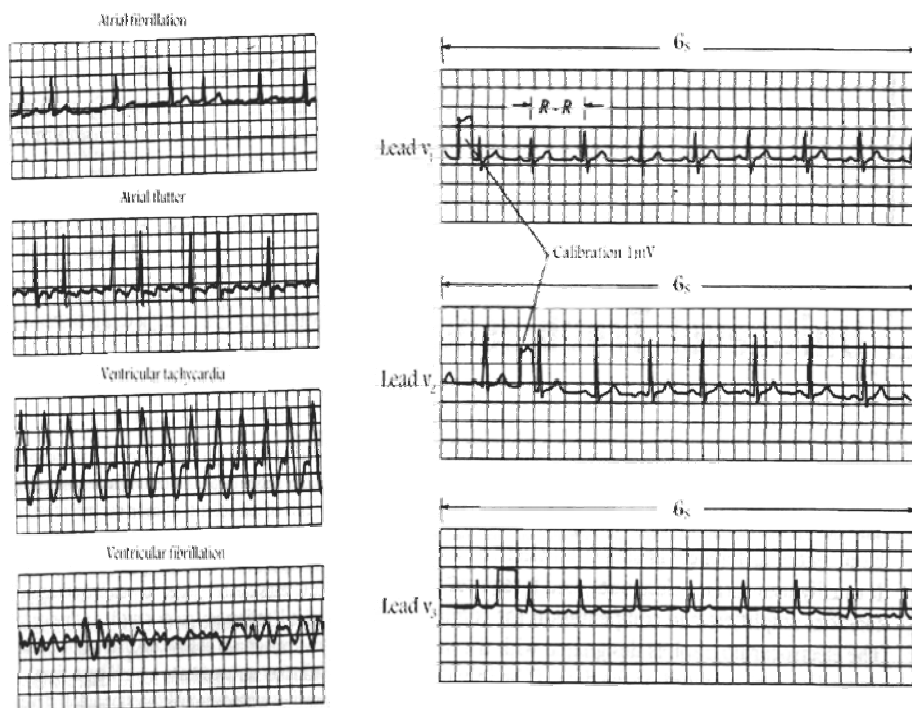 Atrial fibrillation
Atrial flutter
Ventricular tachycardia
Ventricular fibrillation
6s
R - R
Lead v1
Calibration 1mV
6s
Lead v2
6s
Lead v3